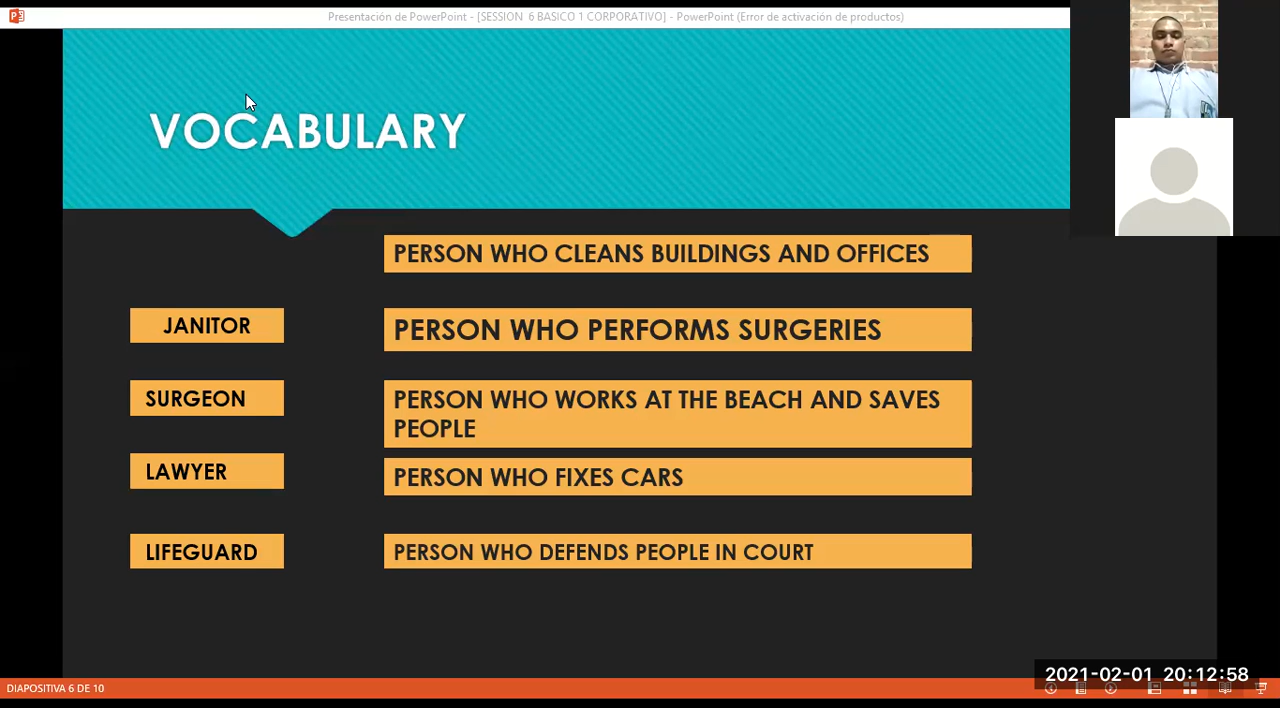 Presentación de PowerPoint - [SESSION  6 BASICO 1 CORPORATIVO] - PowerPoint (Error de activación de productos)
VOCABULARY
PERSON WHO CLEANS BUILDINGS AND OFFICES
JANITOR
PERSON WHO PERFORMS SURGERIES
SURGEON
PERSON WHO WORKS AT THE BEACH AND SAVES
PEOPLE
LAWYER
PERSON WHO FIXES CARS
LIFEGUARD
PERSON WHO DEFENDS PEOPLE IN COURT
2021-02-01 20:12:58
DIAPOSITIVA 6 DE 10